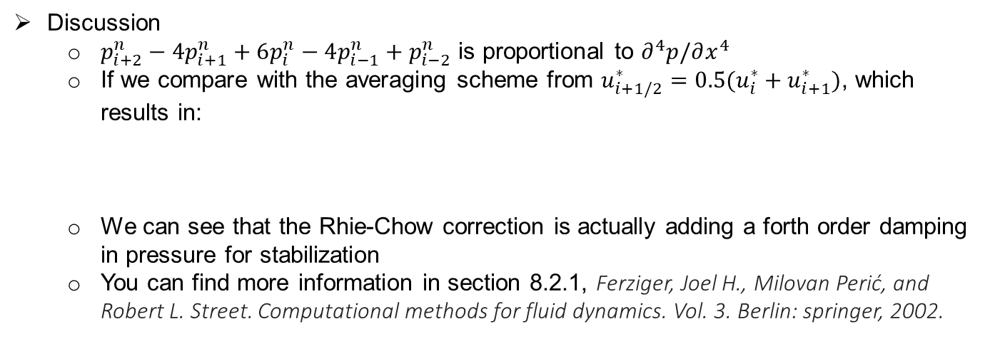 ➢ Discussion
o $p_{i+2}^n - 4p_{i+1}^n + 6p_i^n - 4p_{i-1}^n + p_{i-2}^n$ is proportional to $\partial^4 p/\partial x^4$
o If we compare with the averaging scheme from $u_{i+1/2}^* = 0.5(u_i^* + u_{i+1}^*)$, which
results in:
o We can see that the Rhie-Chow correction is actually adding a forth order damping
in pressure for stabilization
o You can find more information in section 8.2.1, Ferziger, Joel H., Milovan Perić, and
Robert L. Street. Computational methods for fluid dynamics. Vol. 3. Berlin: springer, 2002.